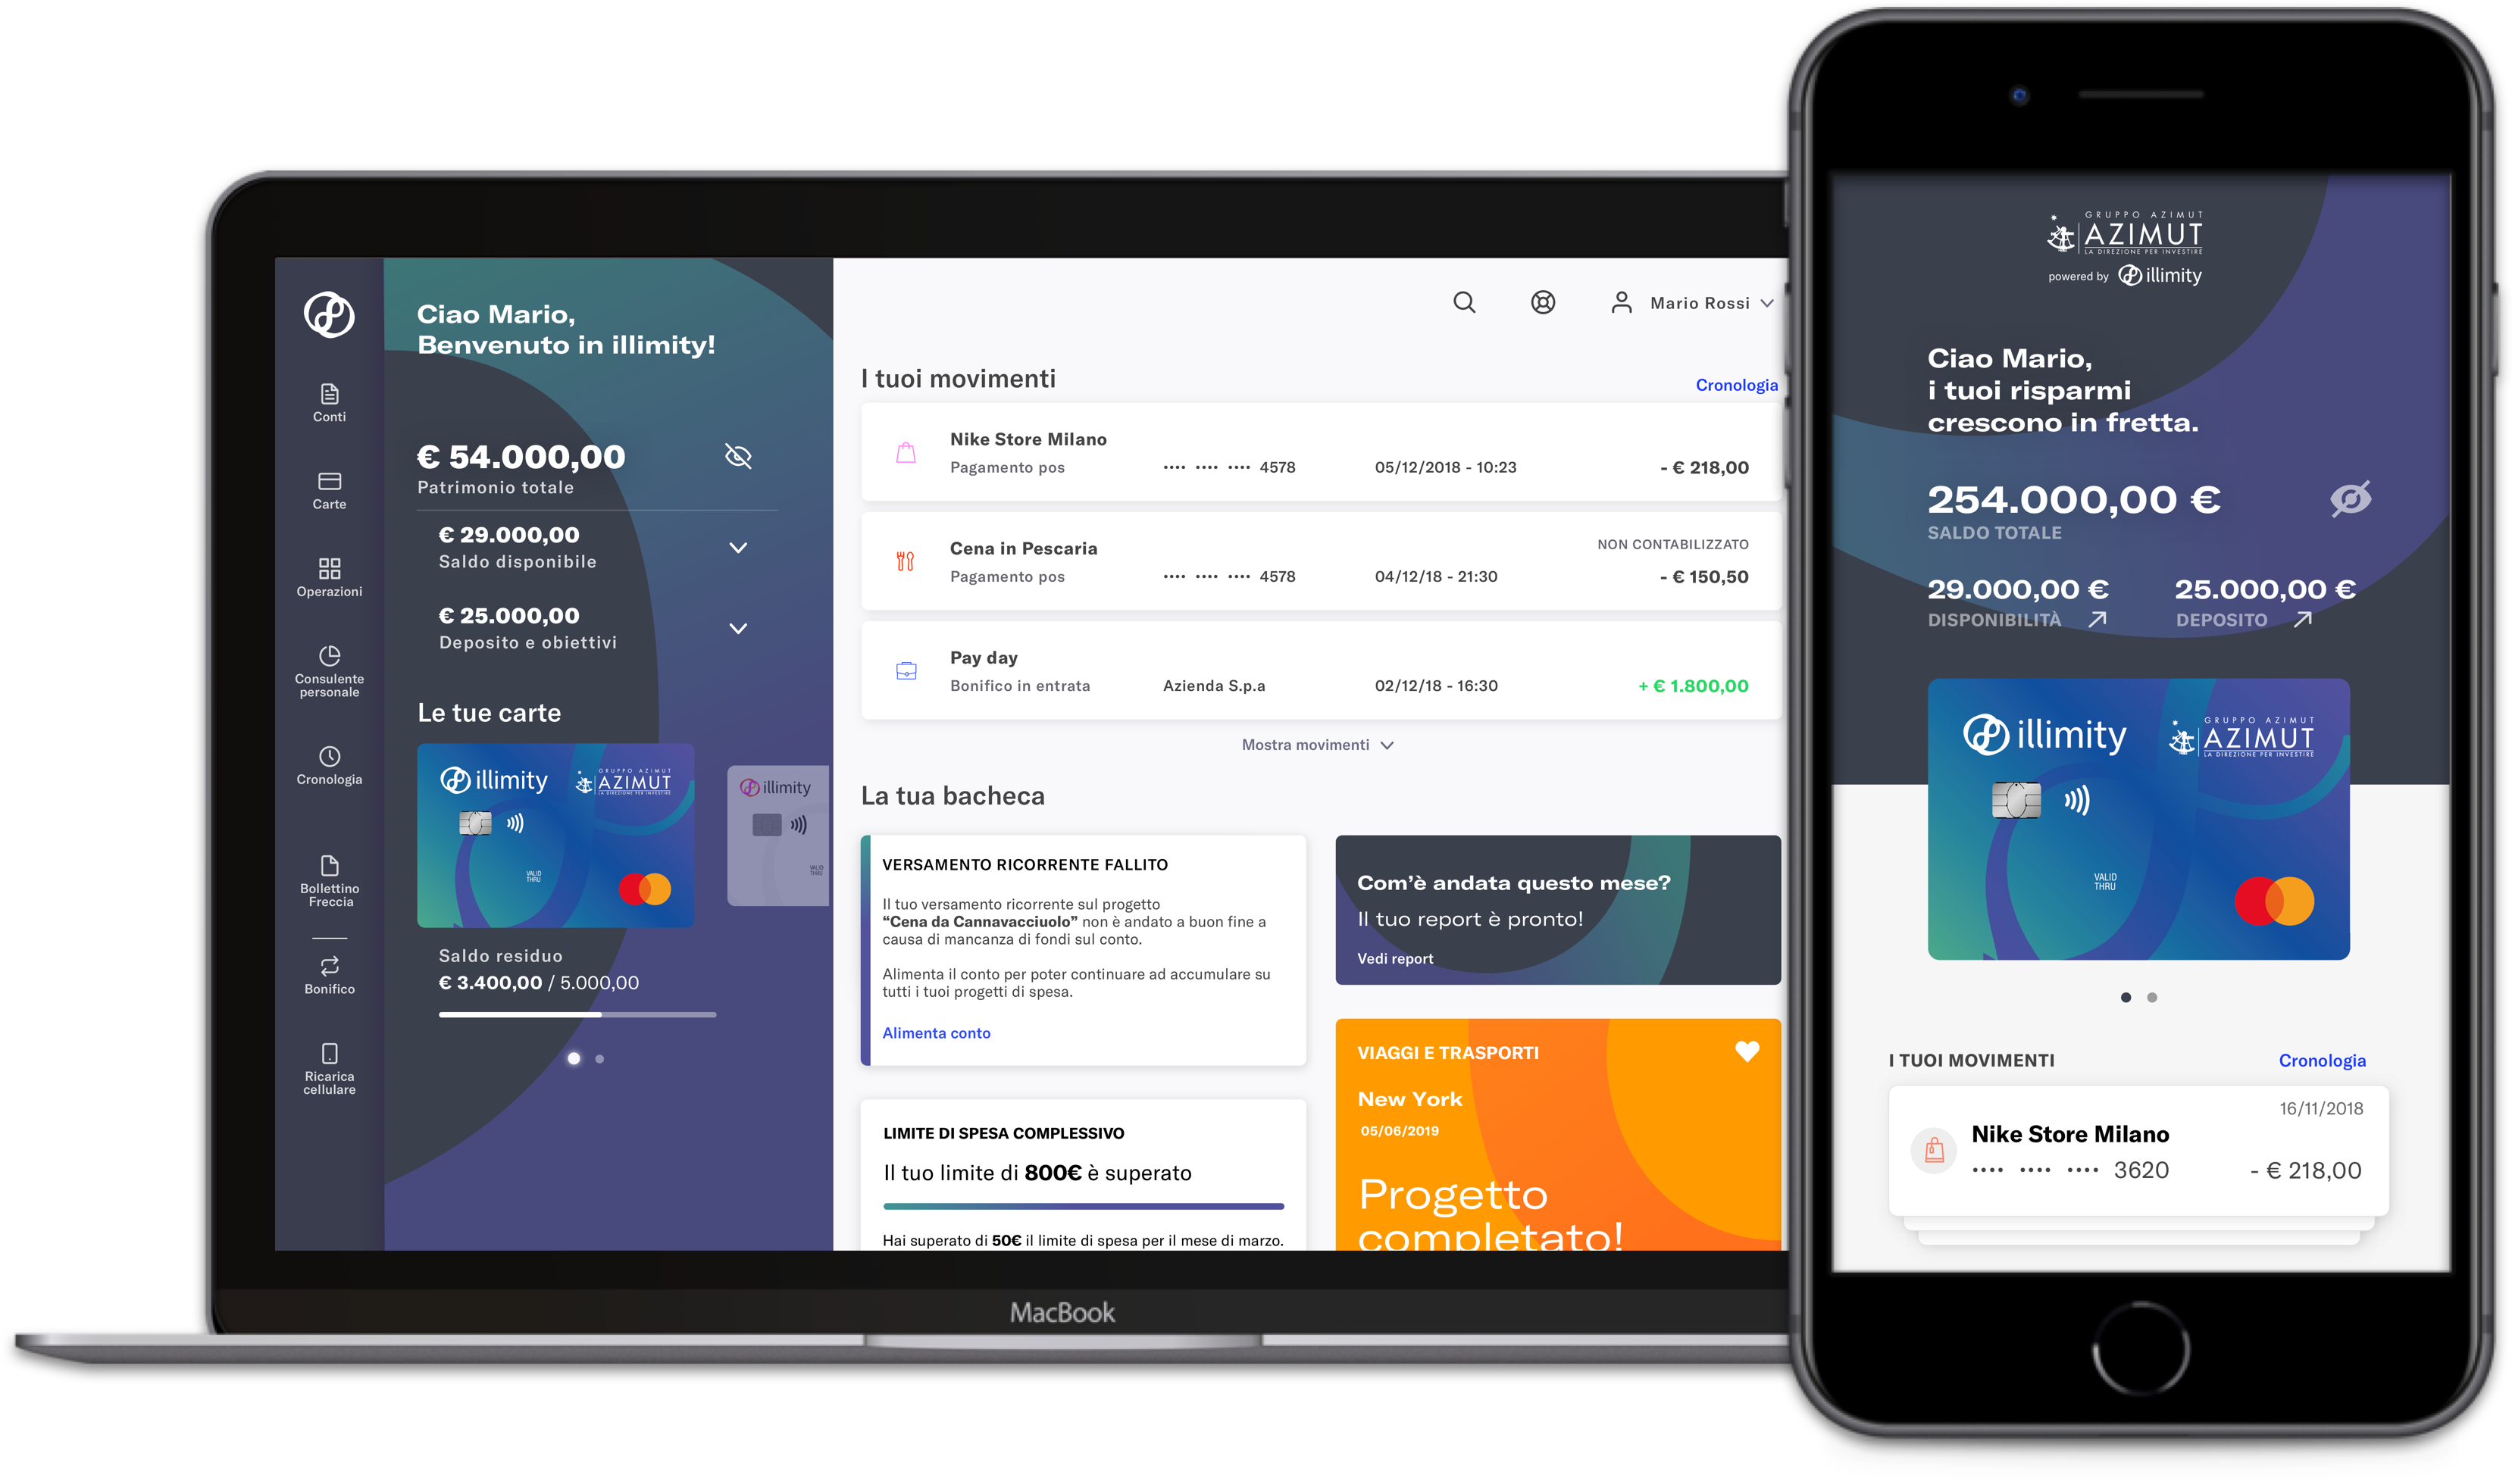 Conti
Carte
Operazioni
Consulente
personale
Cronologia
Bollettino
Freccia
Bonifico
Ricarica
cellulare
Ciao Mario,
Benvenuto in illimity!
€ 54.000,00
Patrimonio totale
€ 29.000,00
Saldo disponibile
€ 25.000,00
Deposito e obiettivi
Le tue carte
illimity
GRUPPO AZIMUT
AZIMUT
LA DIREZIONE PER INVESTIRE
VALID
THRU
illimity
VALID
THRU
Saldo residuo
€ 3.400,00 / 5.000,00
Mario Rossi
I tuoi movimenti
Cronologia
Nike Store Milano
Pagamento pos •••• •••• •••• 4578 05/12/2018 - 10:23 - € 218,00
Cena in Pescaria NON CONTABILIZZATO
Pagamento pos •••• •••• •••• 4578 04/12/18 - 21:30 - € 150,50
Pay day
Bonifico in entrata Azienda S.p.a 02/12/18 - 16:30 + € 1.800,00
Mostra movimenti
La tua bacheca
VERSAMENTO RICORRENTE FALLITO
Il tuo versamento ricorrente sul progetto
“Cena da Cannavacciuolo” non è andato a buon fine a
causa di mancanza di fondi sul conto.
Alimenta il conto per poter continuare ad accumulare su
tutti i tuoi progetti di spesa.
Alimenta conto
LIMITE DI SPESA COMPLESSIVO
Il tuo limite di 800€ è superato
Hai superato di 50€ il limite di spesa per il mese di marzo.
Com’è andata questo mese?
Il tuo report è pronto!
Vedi report
VIAGGI E TRASPORTI
New York
05/06/2019
Progetto
completato!
MacBook
GRUPPO AZIMUT
AZIMUT
LA DIREZIONE PER INVESTIRE
powered by illimity
Ciao Mario,
i tuoi risparmi
crescono in fretta.
254.000,00 €
SALDO TOTALE
29.000,00 € 25.000,00 €
DISPONIBILITÀ DEPOSITO
illimity
GRUPPO AZIMUT
AZIMUT
LA DIREZIONE PER INVESTIRE
VALID
THRU
I TUOI MOVIMENTI Cronologia
16/11/2018
Nike Store Milano
•••• •••• •••• 3620 - € 218,00